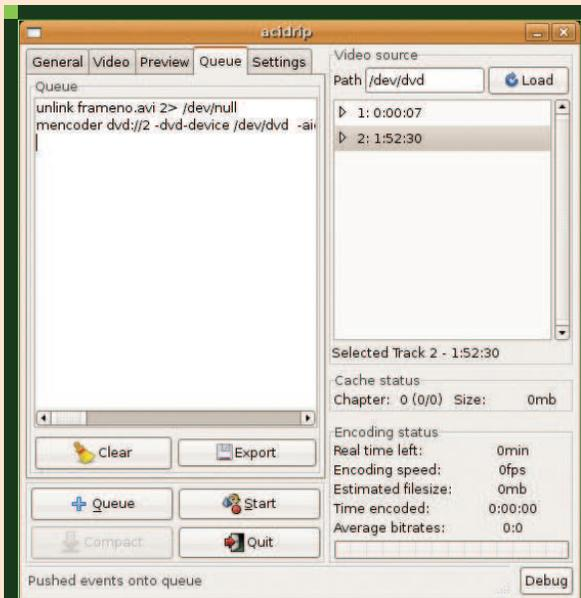 acidrip
General Video Preview Queue Settings
Queue
unlink frameno.avi 2> /dev/null
mencoder dvd://2 -dvd-device /dev/dvd -aid
Clear Export
Queue Start
Compact Quit
Pushed events onto queue
Video source
Path /dev/dvd Load
1: 0:00:07
2: 1:52:30
Selected Track 2 - 1:52:30
Cache status
Chapter: 0 (0/0) Size: 0mb
Encoding status
Real time left: 0min
Encoding speed: 0fps
Estimated filesize: 0mb
Time encoded: 0:00:00
Average bitrates: 0:0
Debug